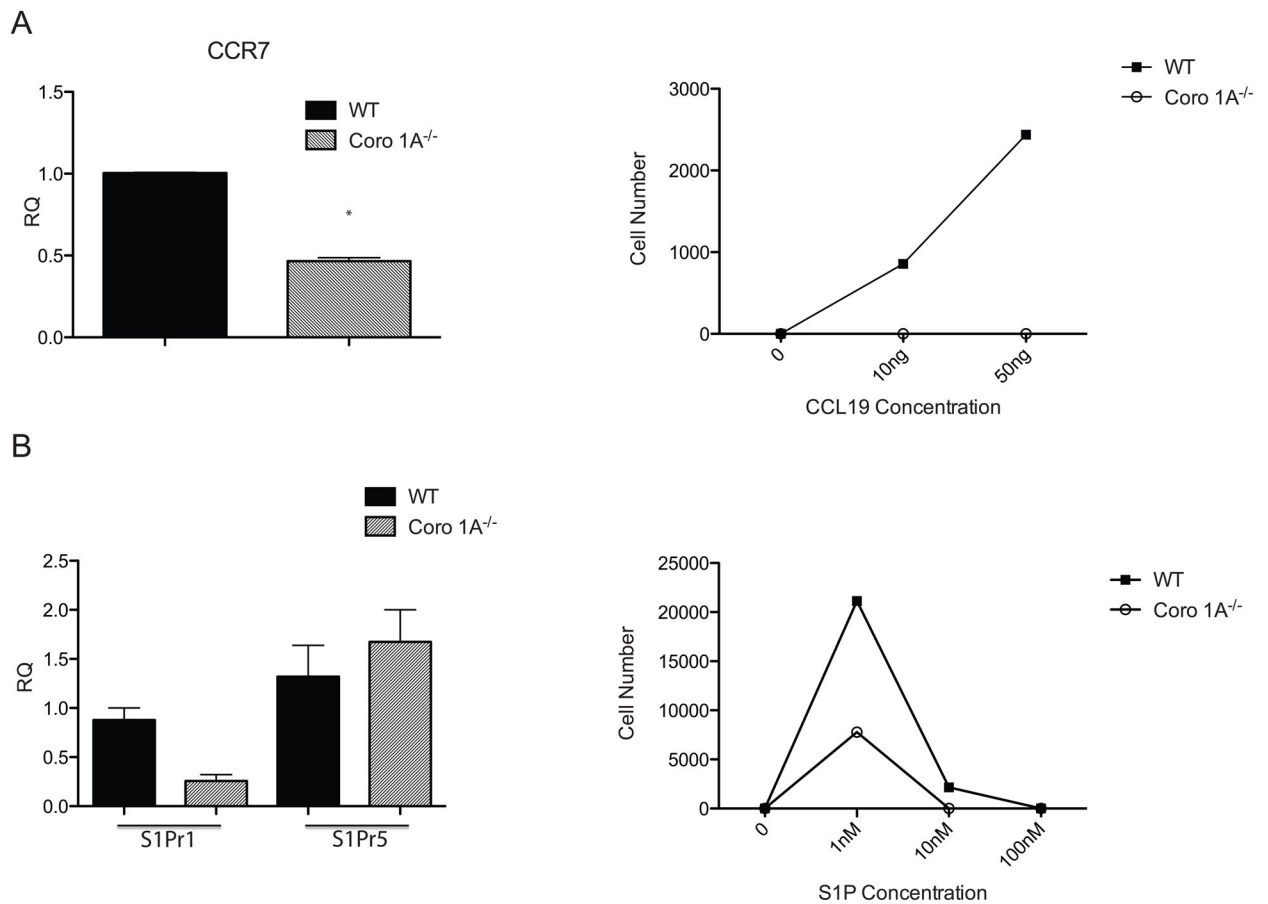 A
CCR7
WT
Coro 1A-/-
RQ
1.5
1.0
0.5
0.0
*
WT
Coro 1A-/-
Cell Number
3000
2000
1000
0
0
10ng
50ng
CCL19 Concentration
B
WT
Coro 1A-/-
RQ
2.5
2.0
1.5
1.0
0.5
0.0
S1Pr1
S1Pr5
WT
Coro 1A-/-
Cell Number
25000
20000
15000
10000
5000
0
0
1nM
10nM
100nM
S1P Concentration